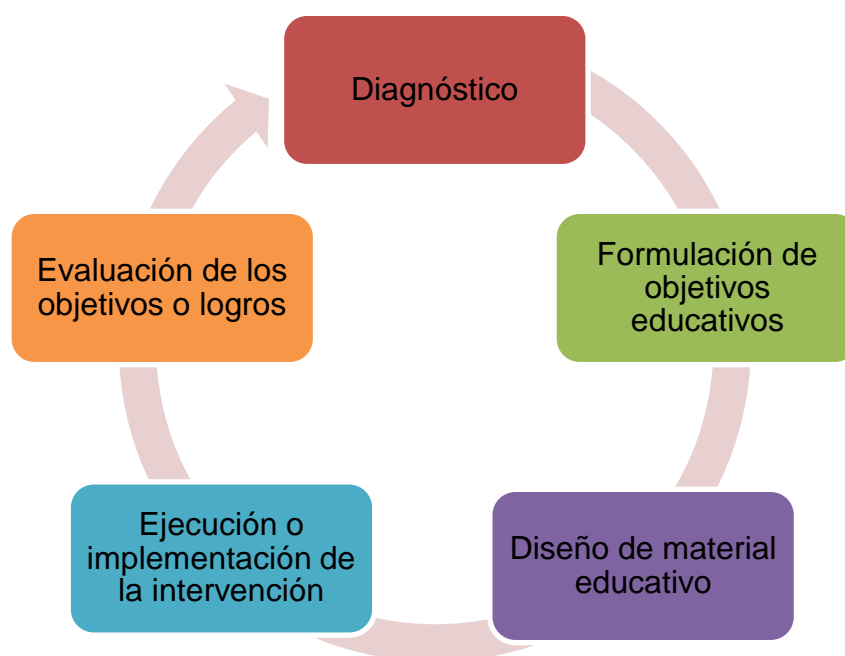 Diagnóstico
Formulación de
objetivos
educativos
Diseño de material
educativo
Ejecución o
implementación de
la intervención
Evaluación de los
objetivos o logros